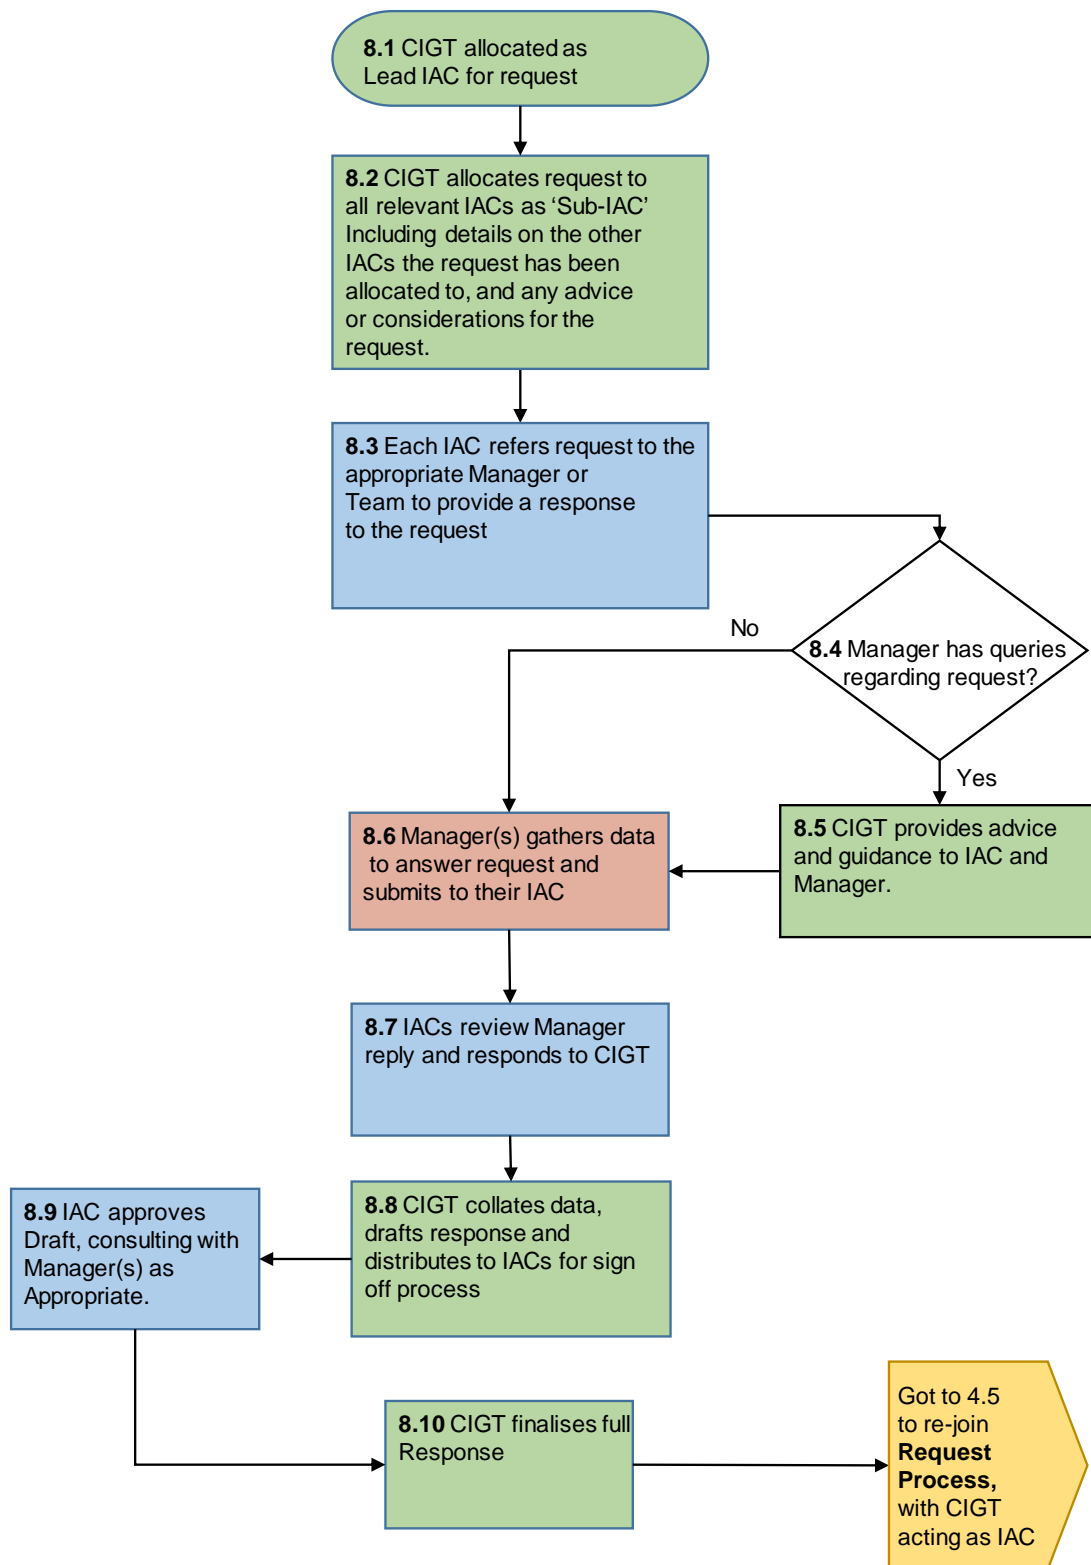 8.1 CIGT allocated as
Lead IAC for request
8.2 CIGT allocates request to
all relevant IACs as ‘Sub-IAC’
Including details on the other
IACs the request has been
allocated to, and any advice
or considerations for the
request.
8.3 Each IAC refers request to the
appropriate Manager or
Team to provide a response
to the request
No
8.4 Manager has queries
regarding request?
Yes
8.5 CIGT provides advice
and guidance to IAC and
Manager.
8.6 Manager(s) gathers data
to answer request and
submits to their IAC
8.7 IACs review Manager
reply and responds to CIGT
8.8 CIGT collates data,
drafts response and
distributes to IACs for sign
off process
8.9 IAC approves
Draft, consulting with
Manager(s) as
Appropriate.
8.10 CIGT finalises full
Response
Got to 4.5
to re-join
Request
Process,
with CIGT
acting as IAC